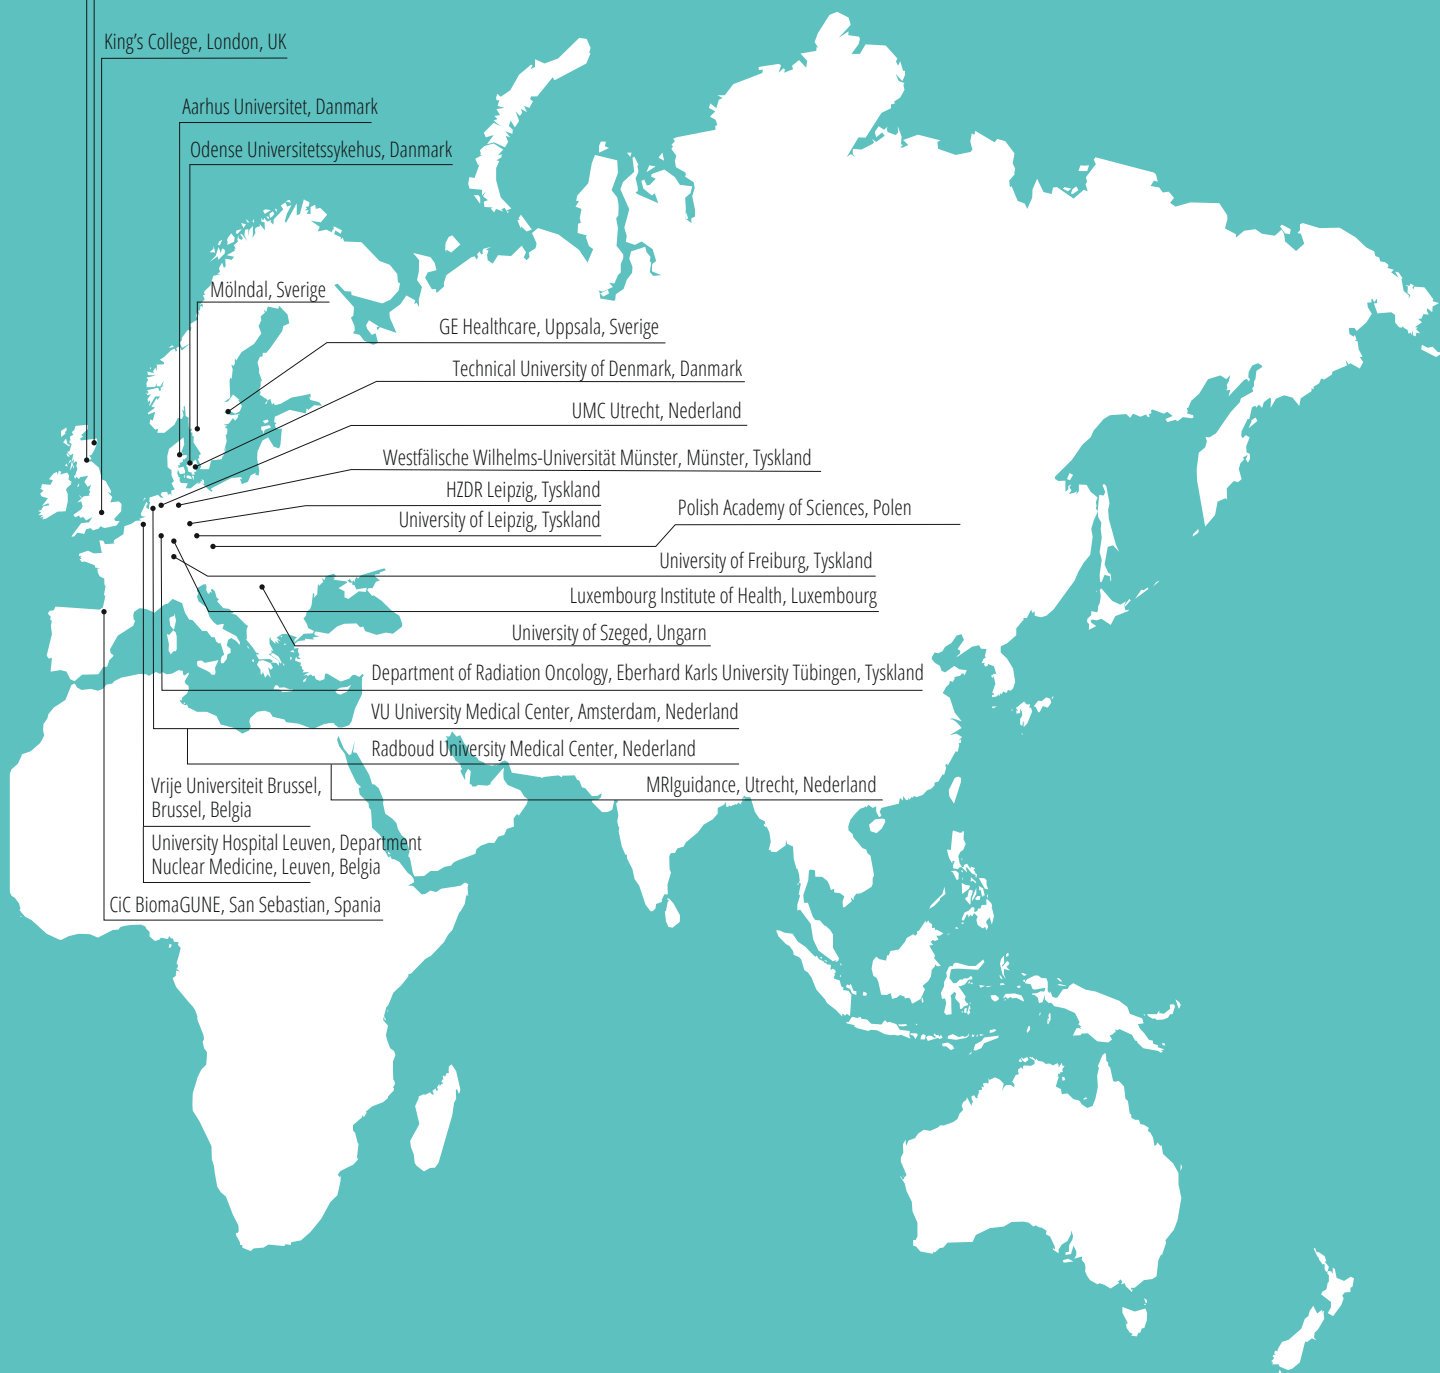 King's College, London, UK
Aarhus Universitet, Danmark
Odense Universitetssykehus, Danmark
Mölndal, Sverige
GE Healthcare, Uppsala, Sverige
Technical University of Denmark, Danmark
UMC Utrecht, Nederland
Westfälische Wilhelms-Universität Münster, Münster, Tyskland
HZDR Leipzig, Tyskland
Polish Academy of Sciences, Polen
University of Leipzig, Tyskland
University of Freiburg, Tyskland
Luxembourg Institute of Health, Luxembourg
University of Szeged, Ungarn
Department of Radiation Oncology, Eberhard Karls University Tübingen, Tyskland
VU University Medical Center, Amsterdam, Nederland
Radboud University Medical Center, Nederland
MRIguidance, Utrecht, Nederland
Vrije Universiteit Brussel,
Brussel, Belgia
University Hospital Leuven, Department
Nuclear Medicine, Leuven, Belgia
CiC BiomaGUNE, San Sebastian, Spania